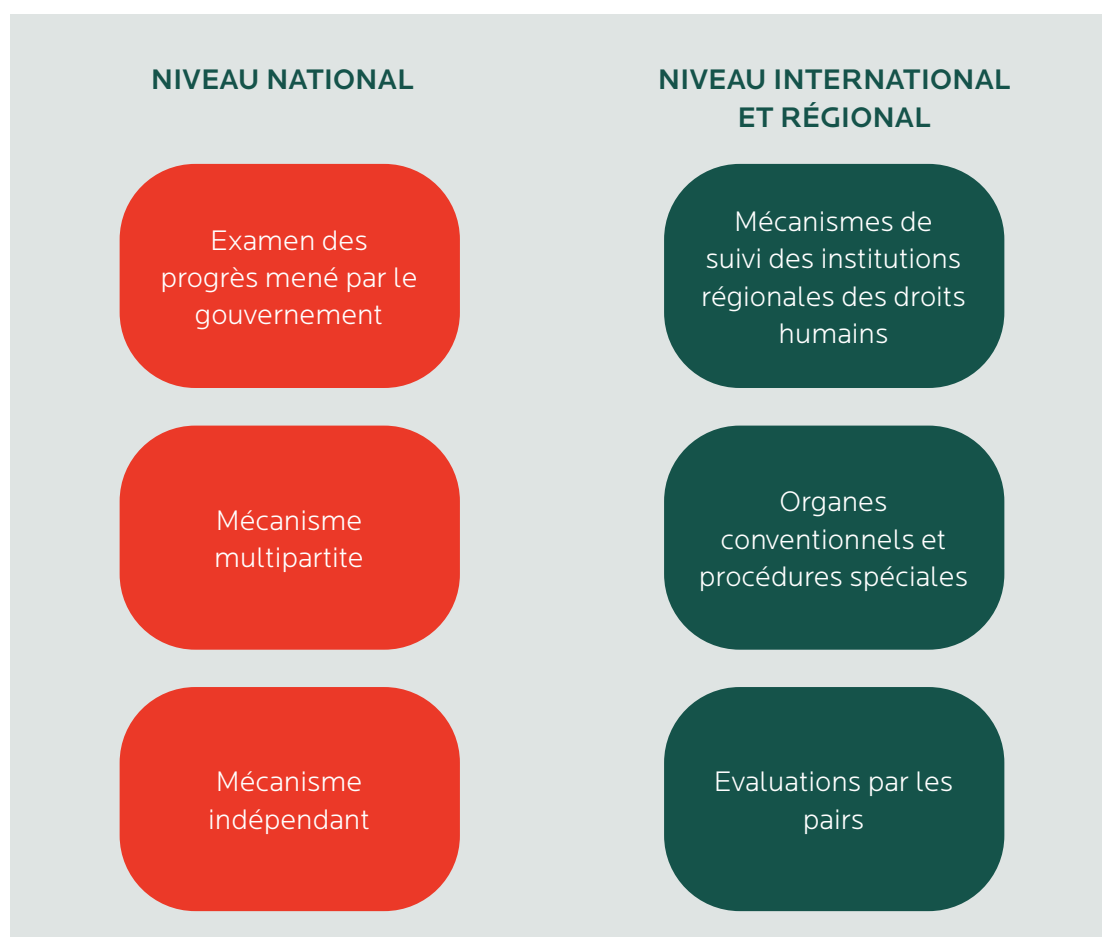 NIVEAU NATIONAL
Examen des
progrès mené par le
gouvernement
Mécanisme
multipartite
Mécanisme
indépendant
NIVEAU INTERNATIONAL
ET RÉGIONAL
Mécanismes de
suivi des institutions
régionales des droits
humains
Organes
conventionnels et
procédures spéciales
Evaluations par les
pairs